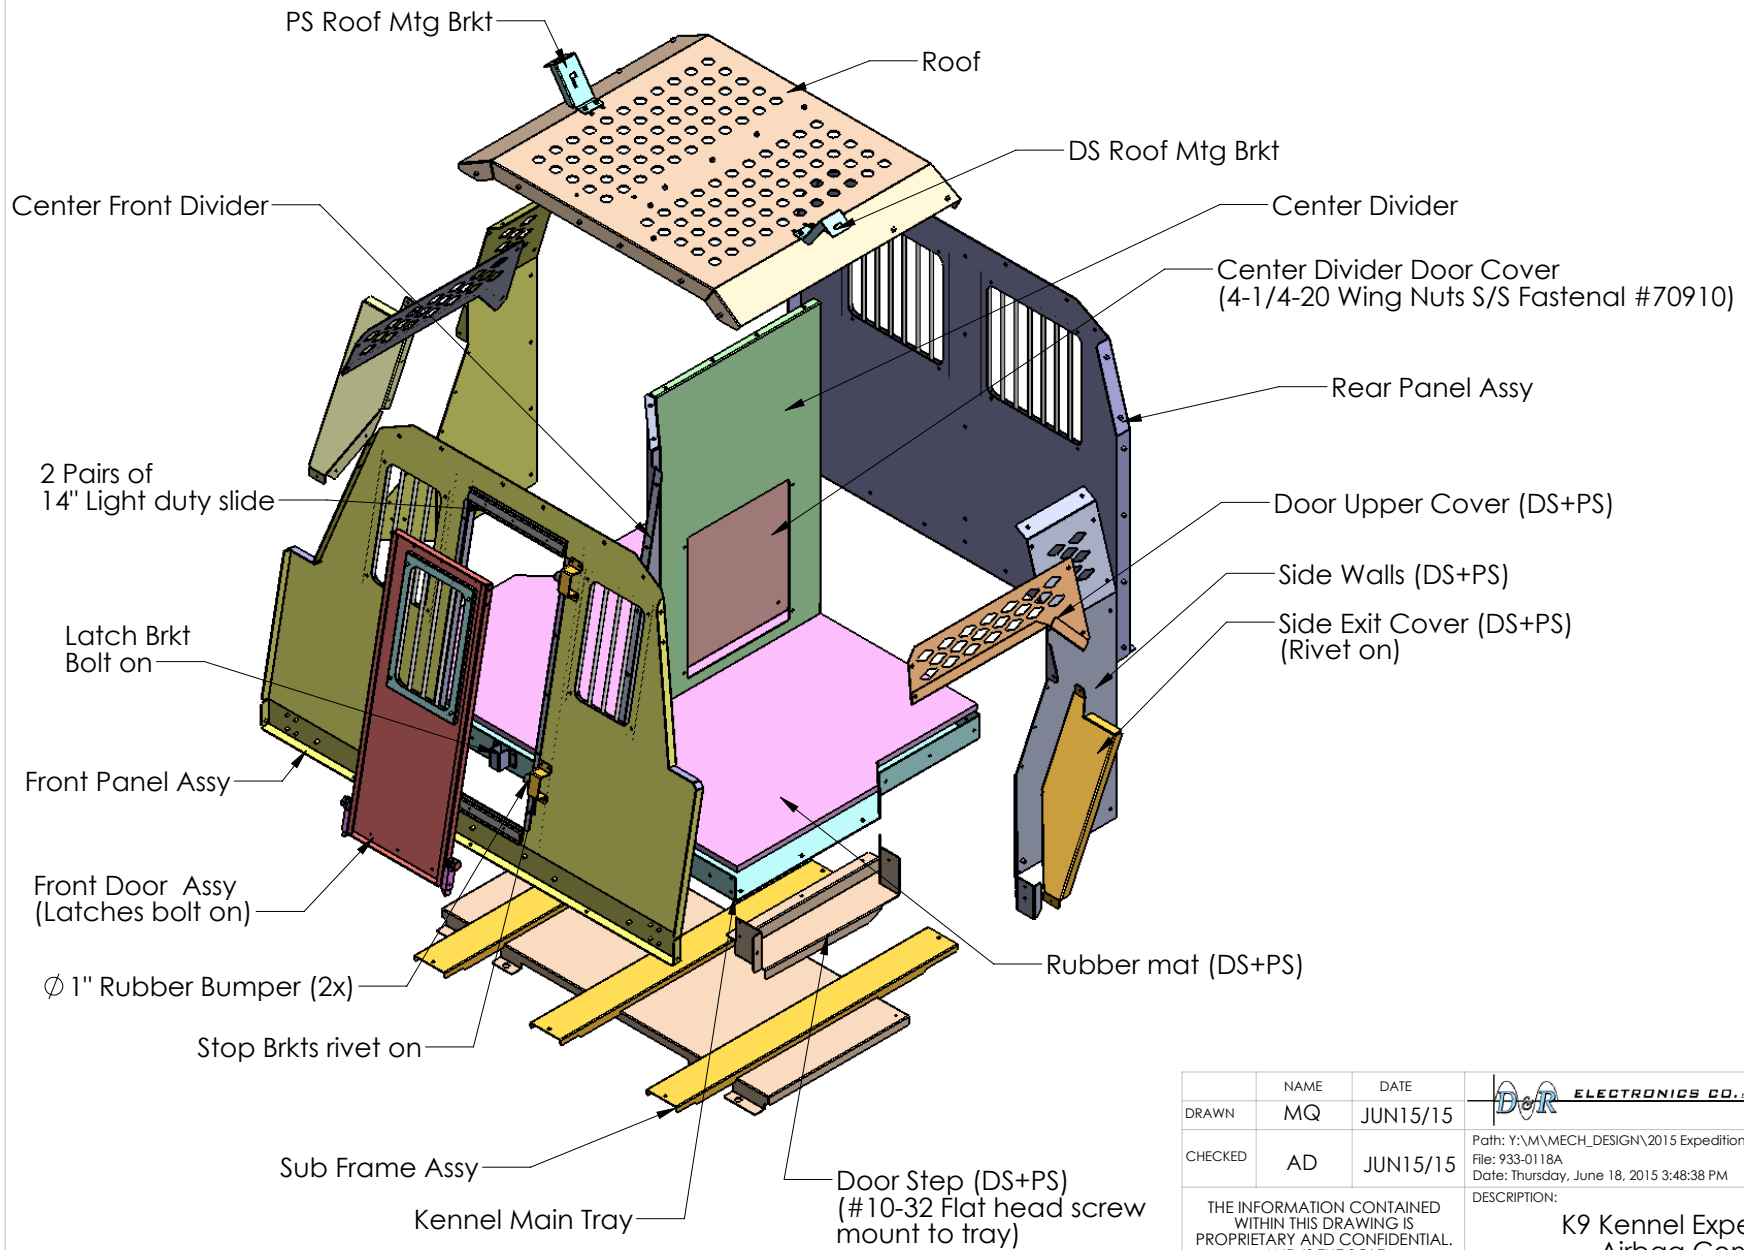 PS Roof Mtg Brkt
Roof
DS Roof Mtg Brkt
Center Front Divider
Center Divider
Center Divider Door Cover
(4-1/4-20 Wing Nuts S/S Fastenal #70910)
Rear Panel Assy
2 Pairs of
14" Light duty slide
Door Upper Cover (DS+PS)
Side Walls (DS+PS)
Side Exit Cover (DS+PS)
(Rivet on)
Latch Brkt
Bolt on
Front Panel Assy
Front Door Assy
(Latches bolt on)
Rubber mat (DS+PS)
∅ 1" Rubber Bumper (2x)
Stop Brkts rivet on
Sub Frame Assy
Door Step (DS+PS)
(#10-32 Flat head screw
mount to tray)
Kennel Main Tray
NAME DATE
DRAWN MQ JUN15/15
CHECKED AD JUN15/15
D&R ELECTRONICS CO.
Path: Y:\M\MECH_DESIGN\2015 Expedition
File: 933-0118A
Date: Thursday, June 18, 2015 3:48:38 PM
DESCRIPTION:
K9 Kennel Expe
THE INFORMATION CONTAINED
WITHIN THIS DRAWING IS
PROPRIETARY AND CONFIDENTIAL.